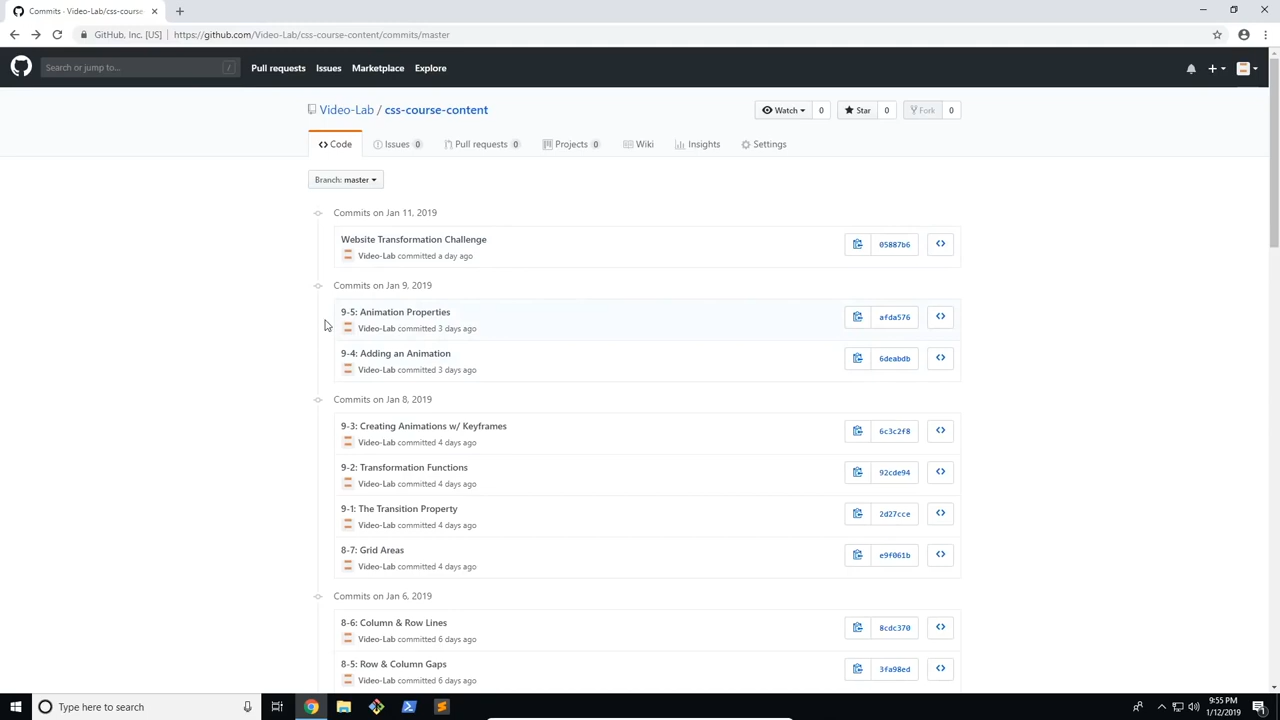 Commits · Video-Lab/css-course
GitHub, Inc. [US] https://github.com/Video-Lab/css-course-content/commits/master
Search or jump to... / Pull requests Issues Marketplace Explore
Video-Lab / css-course-content Watch 0 Star 0 Fork 0
Code Issues 0 Pull requests 0 Projects 0 Wiki Insights Settings
Branch: master
Commits on Jan 11, 2019
Website Transformation Challenge
Video-Lab committed a day ago
05887b6
Commits on Jan 9, 2019
9-5: Animation Properties
Video-Lab committed 3 days ago
afda576
9-4: Adding an Animation
Video-Lab committed 3 days ago
6deabdb
Commits on Jan 8, 2019
9-3: Creating Animations w/ Keyframes
Video-Lab committed 4 days ago
6c3c2f8
9-2: Transformation Functions
Video-Lab committed 4 days ago
92cde94
9-1: The Transition Property
Video-Lab committed 4 days ago
2d27cce
8-7: Grid Areas
Video-Lab committed 4 days ago
e9f061b
Commits on Jan 6, 2019
8-6: Column & Row Lines
Video-Lab committed 6 days ago
8cdc370
8-5: Row & Column Gaps
Video-Lab committed 6 days ago
3fa98ed
Type here to search
9:55 PM
1/12/2019
1